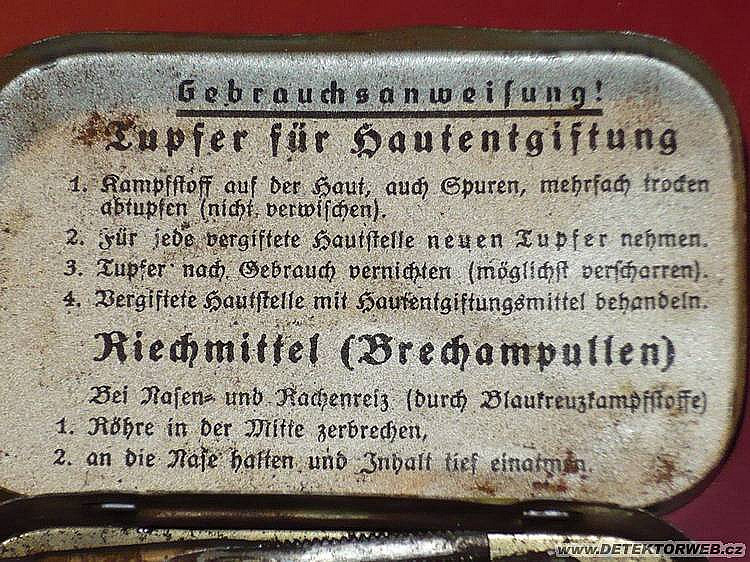 Gebrauchsanweisung!
Tupfer für Hautentgiftung
1. Kampfstoff auf der Haut, auch Spuren, mehrfach trocken
abtupfen (nicht verwischen).
2. Für jede vergiftete Hautstelle neuen Tupfer nehmen.
3. Tupfer nach Gebrauch vernichten (möglichst verscharren).
4. Vergiftete Hautstelle mit Hautentgiftungsmittel behandeln.
Riechmittel (Brechampullen)
Bei Nasen- und Rachenreiz (durch Blaukreuzkampfstoffe)
1. Röhre in der Mitte zerbrechen,
2. an die Nase halten und Inhalt tief einatmen.
www.DETEKTORWEB.cz